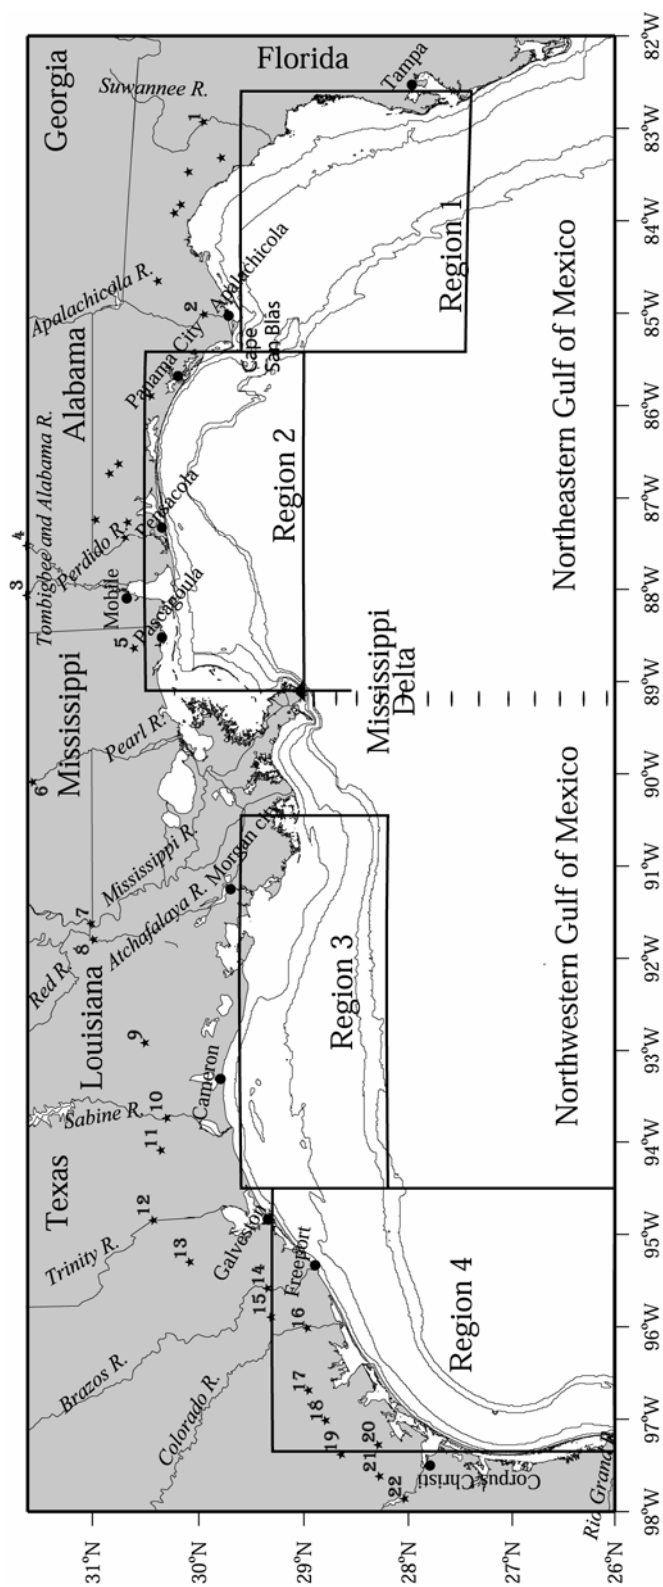 Georgia
Florida
Suwannee R.
1
Tampa
Apalachicola R.
2
Apalachicola
Panama City
Cape
San Blas
Region 1
Alabama
Tombigbee and Alabama R.
3
4
Perdido R.
Pensacola
Mobile
5
Pascagoula
Region 2
Northeastern Gulf of Mexico
Mississippi
Pearl R.
6
Mississippi
Delta
Mississippi R.
7
8
Red R.
Atchafalaya R.
Morgan city
Louisiana
9
Cameron
Region 3
Northwestern Gulf of Mexico
Sabine R.
10
11
Texas
12
Trinity R.
13
Galveston
14
15
Freeport
16
Brazos R.
Colorado R.
17
18
19
20
21
22
Corpus Christi
Region 4
Rio Grand R.
31°N
30°N
29°N
28°N
27°N
26°N
98°W
97°W
96°W
95°W
94°W
93°W
92°W
91°W
90°W
89°W
88°W
87°W
86°W
85°W
84°W
83°W
82°W